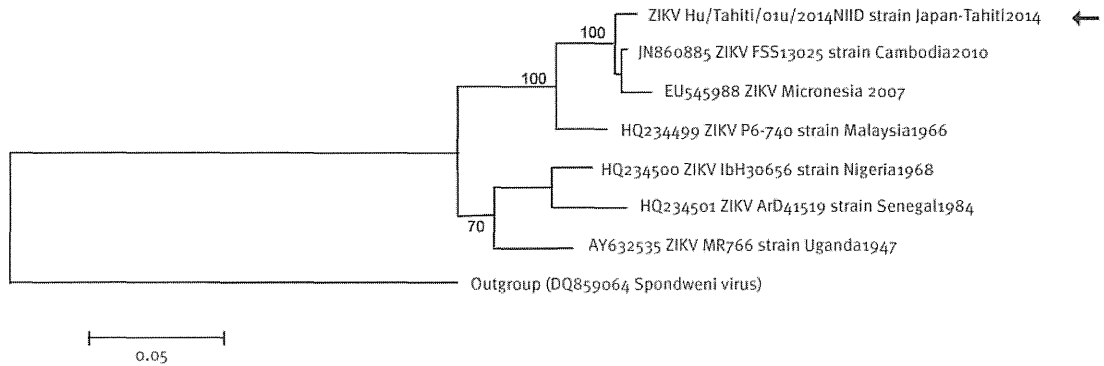 100 ZIKV Hu/Tahiti/01u/2014NIID strain Japan-Tahiti2014
JN860885 ZIKV FSS13025 strain Cambodia2010
100
EU545988 ZIKV Micronesia 2007
HQ234499 ZIKV P6-740 strain Malaysia1966
HQ234500 ZIKV IbH30656 strain Nigeria1968
HQ234501 ZIKV ArD41519 strain Senegal1984
70
AY632535 ZIKV MR766 strain Uganda1947
Outgroup (DQ859064 Spondweni virus)
0.05